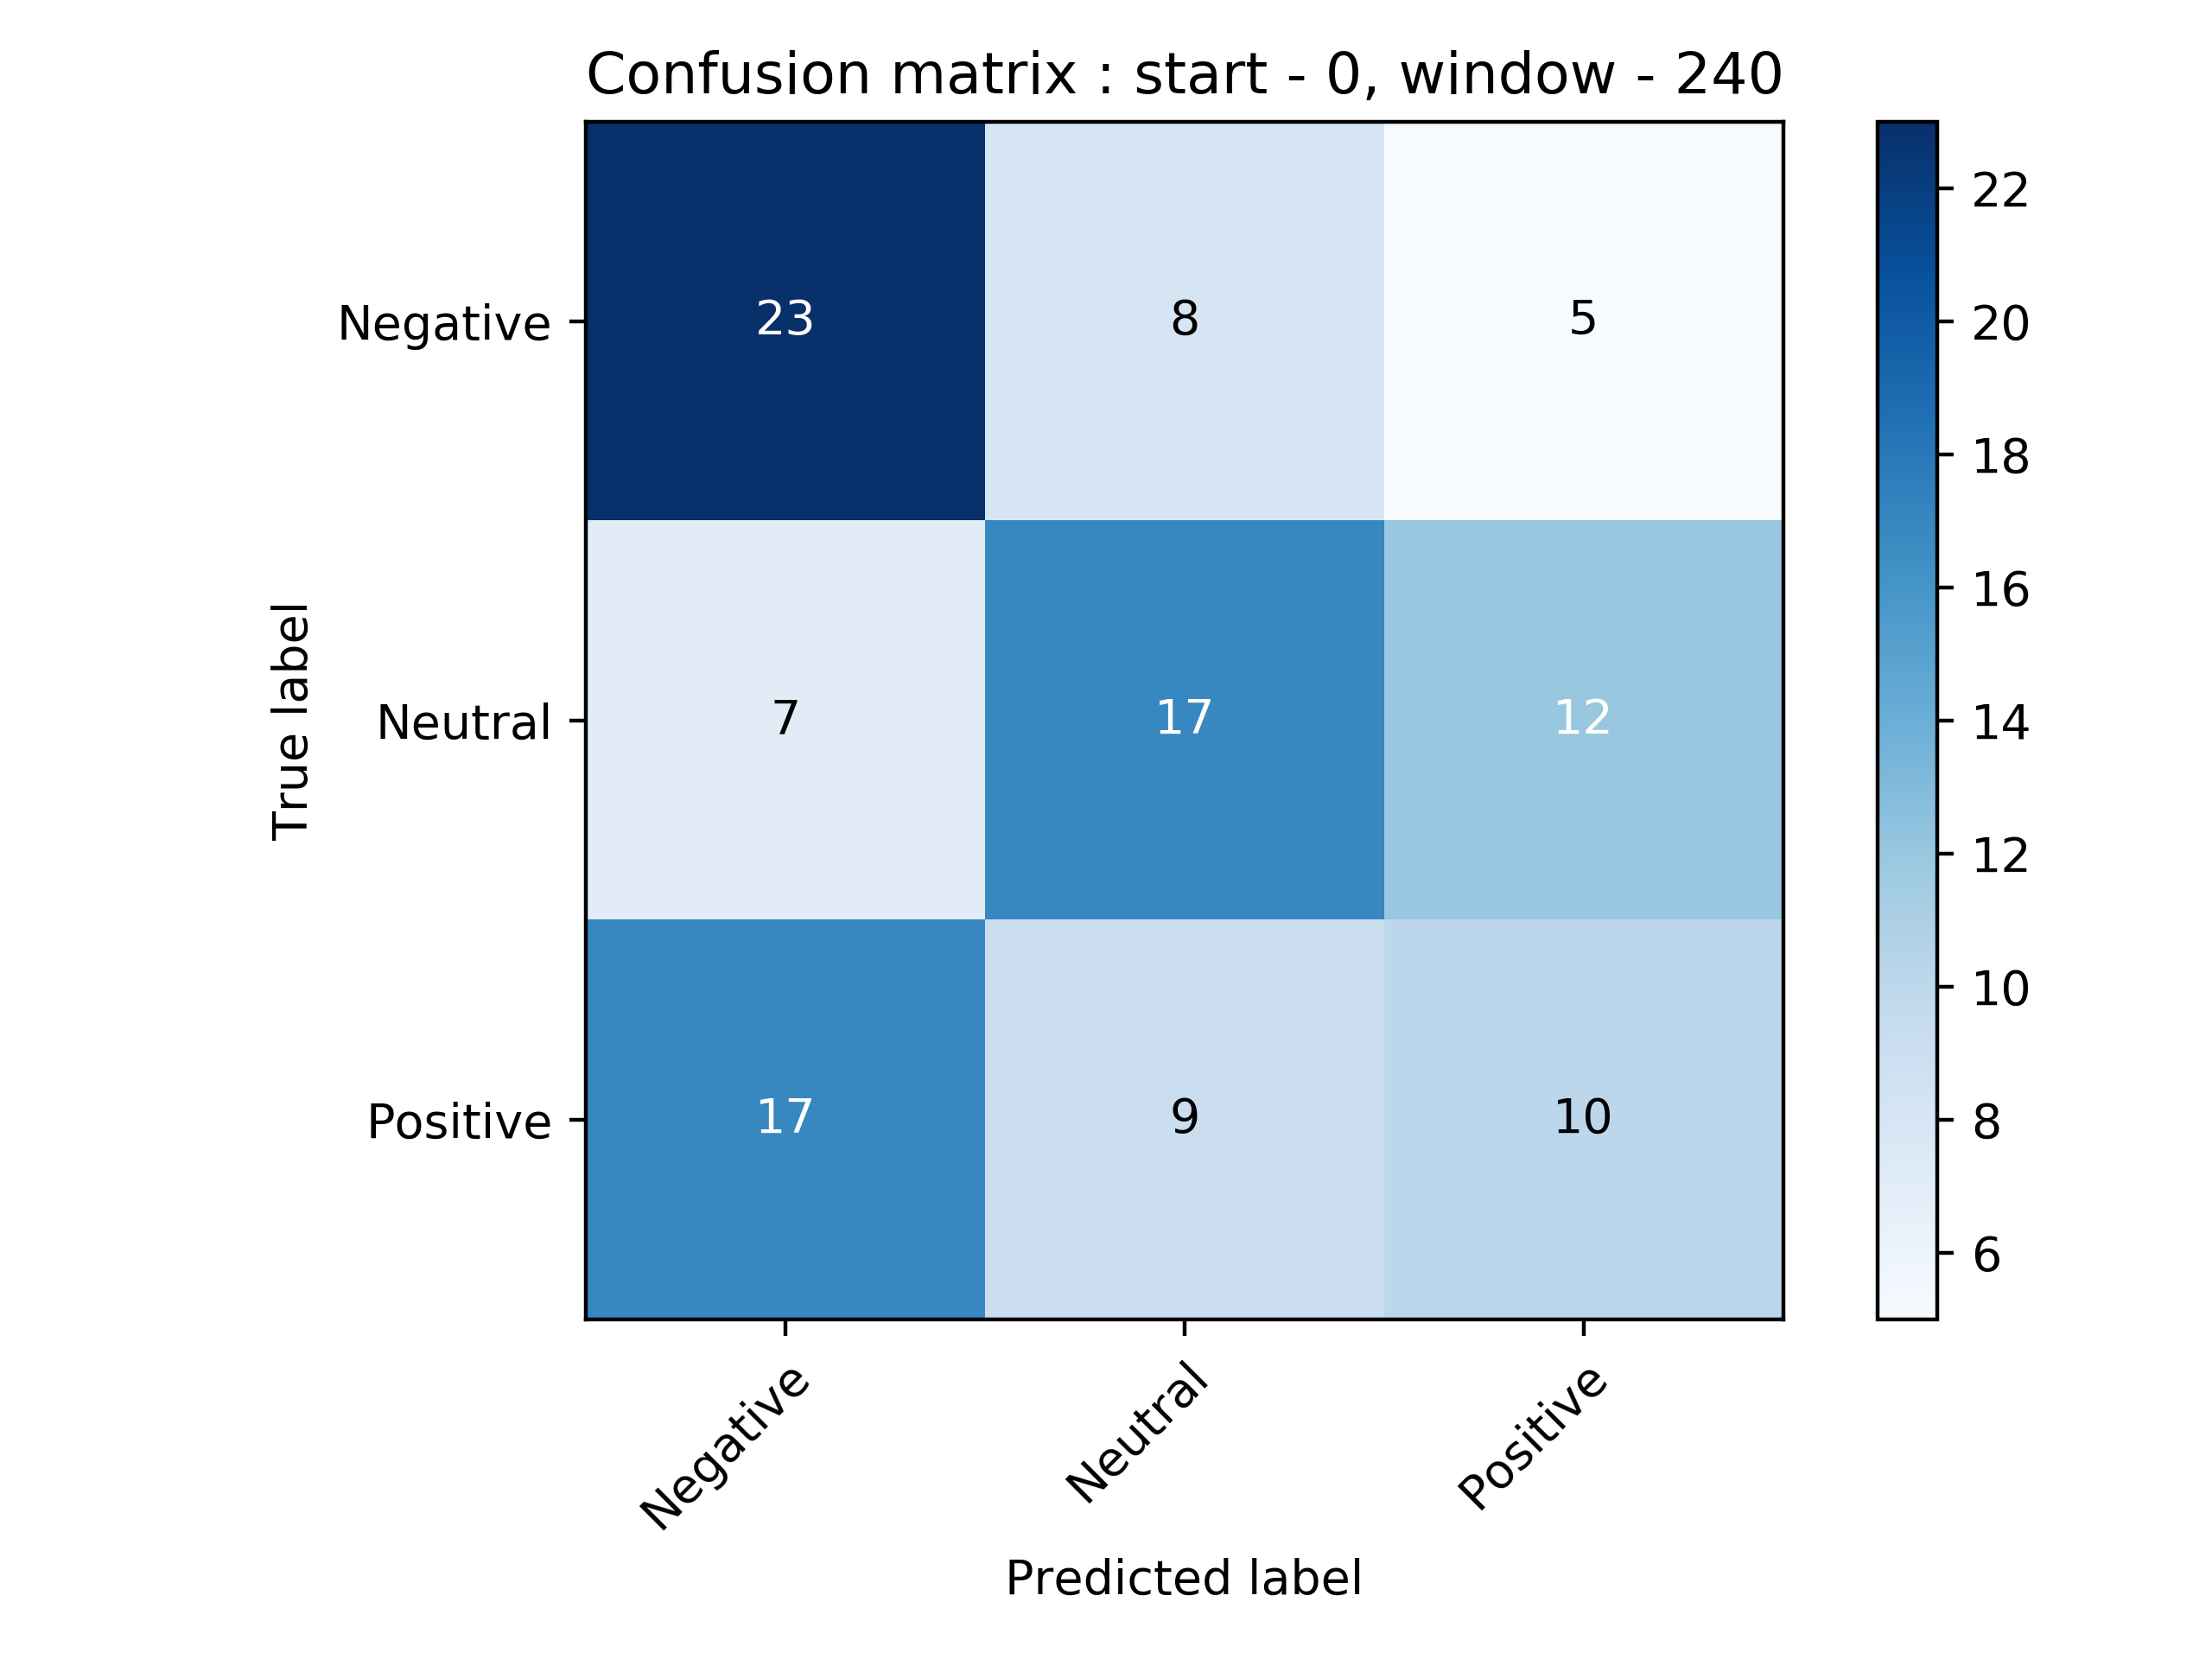 Confusion matrix : start - 0, window - 240
True label
Negative
Neutral
Positive
23 8 5
7 17 12
17 9 10
Negative
Neutral
Positive
Predicted label
22
20
18
16
14
12
10
8
6